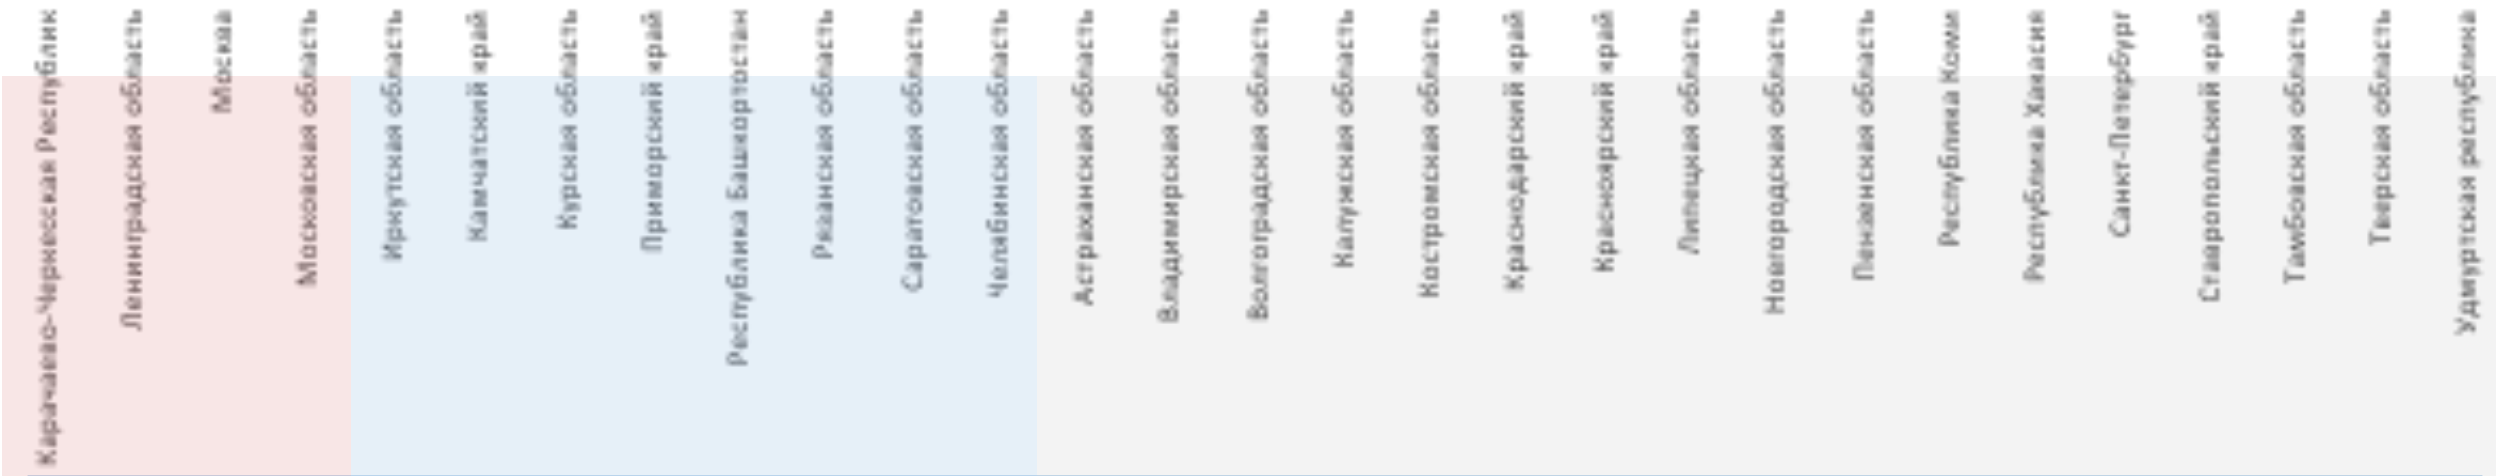 Карачаево-Черкесская Республик
Ленинградская область
Москва
Московская область
Иркутская область
Камчатский край
Курская область
Приморский край
Республика Башкортостан
Рязанская область
Саратовская область
Челябинская область
Астраханская область
Владимирская область
Волгоградская область
Калужская область
Костромская область
Краснодарский край
Красноярский край
Липецкая область
Новгородская область
Пензенская область
Республика Коми
Республика Хакасия
Санкт-Петербург
Ставропольский край
Тамбовская область
Тверская область
Удмуртская республика